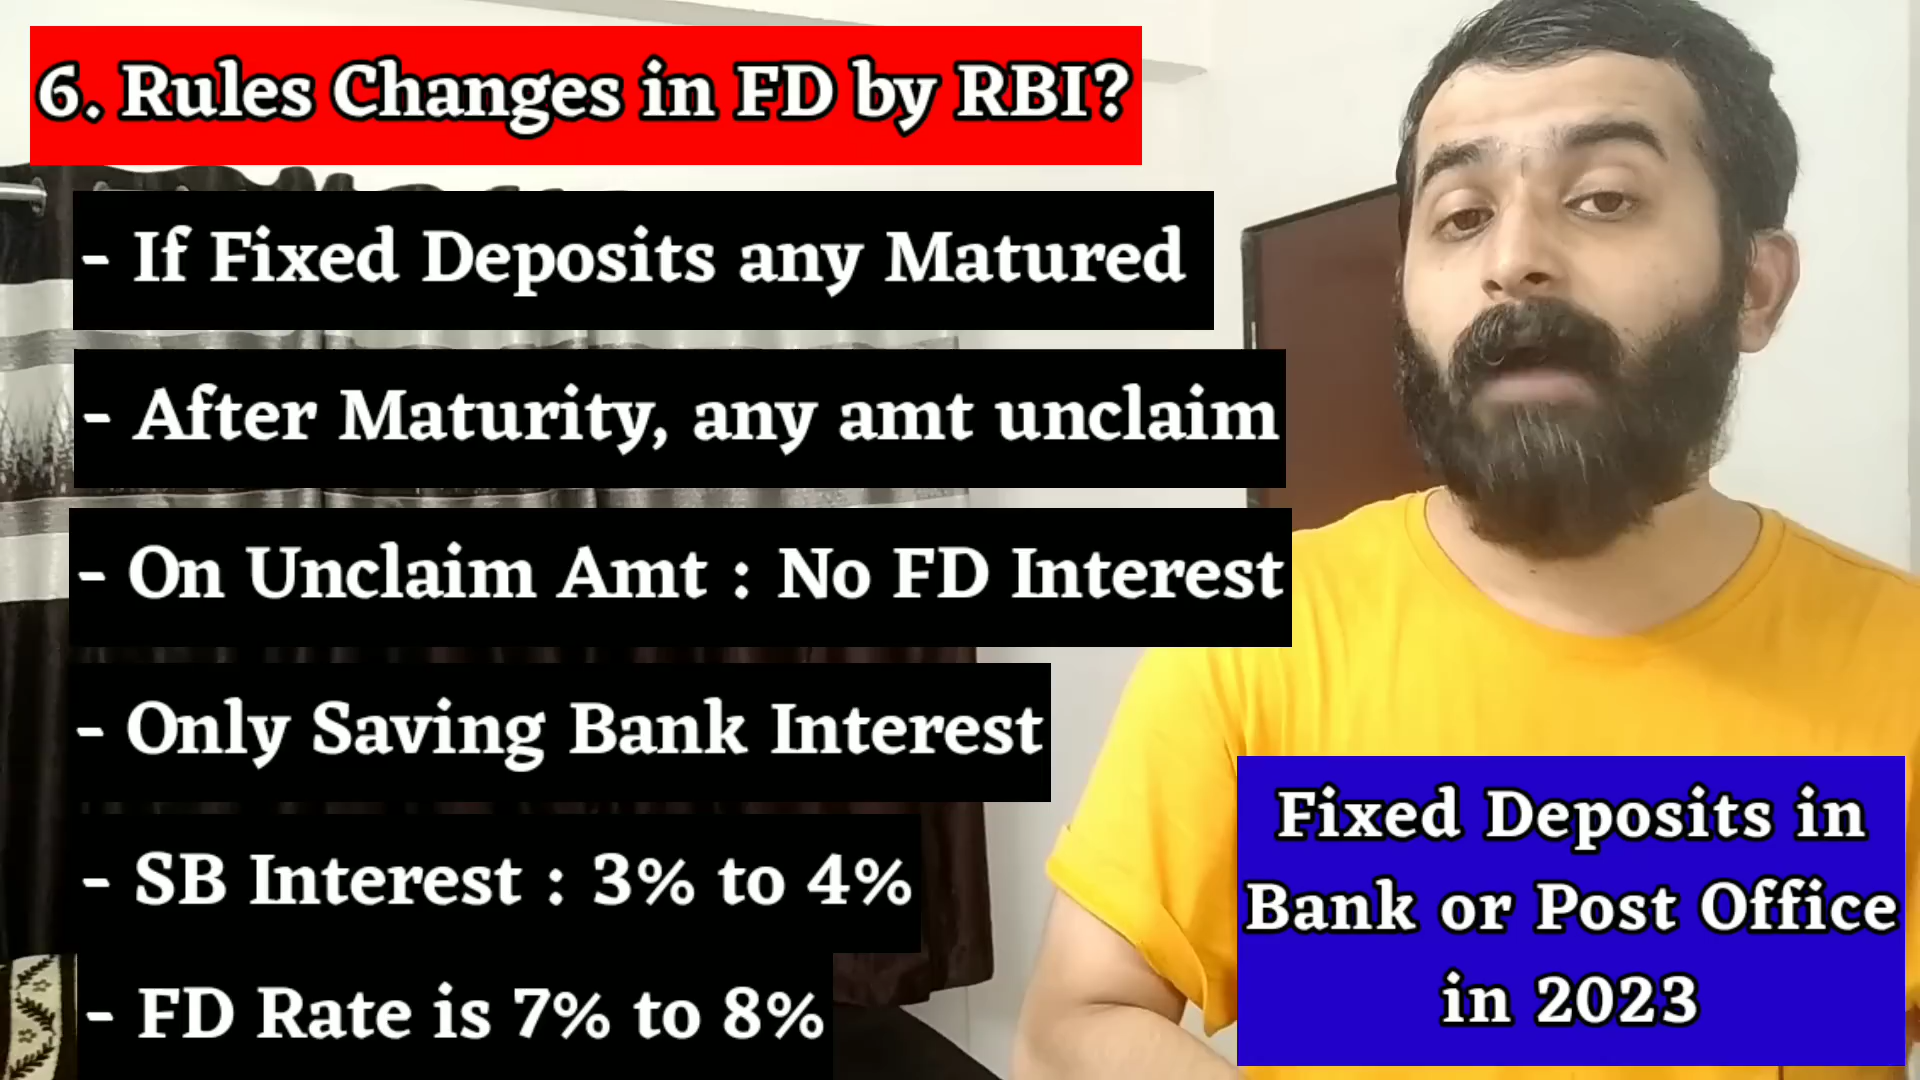 6. Rules Changes in FD by RBI?
- If Fixed Deposits any Matured
- After Maturity, any amt unclaim
- On Unclaim Amt : No FD Interest
- Only Saving Bank Interest
- SB Interest : 3% to 4%
- FD Rate is 7% to 8%
Fixed Deposits in
Bank or Post Office
in 2023